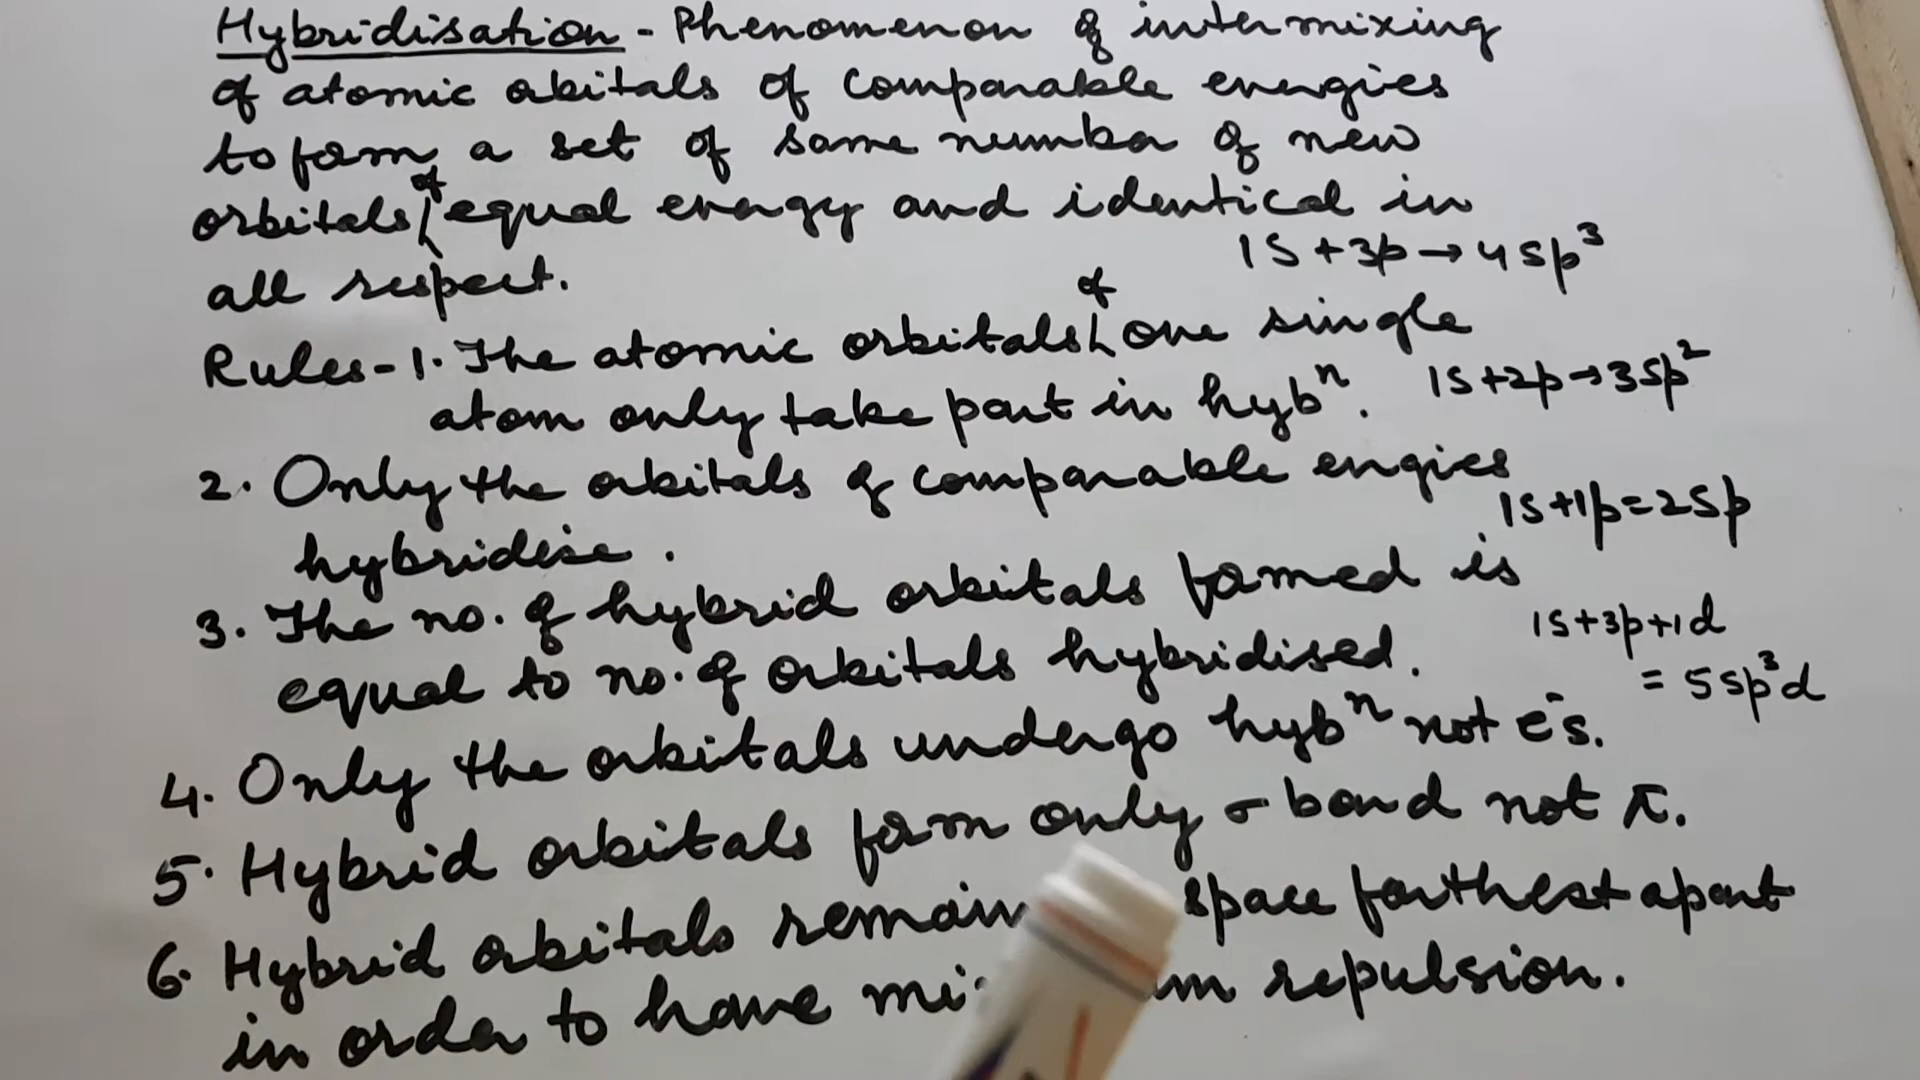 Hybridisation - Phenomenon of intermixing
of atomic orbitals of comparable energies
to form a set of same number of new
orbitals of equal energy and identical in
all respect.
1s + 3p → 4sp³
Rules - 1. The atomic orbitals of one single
atom only take part in hybⁿ.
1s+2p → 3sp²
2. Only the orbitals of comparable engies
hybridise.
1s+1p = 2sp
3. The no. of hybrid orbitals formed is
equal to no. of orbitals hybridised.
1s+3p+1d
= 5sp³d
4. Only the orbitals undergo hybⁿ not e⁻s.
5. Hybrid orbitals form only σ-bond not π.
6. Hybrid orbitals remain space farthest apart
in order to have repulsion.